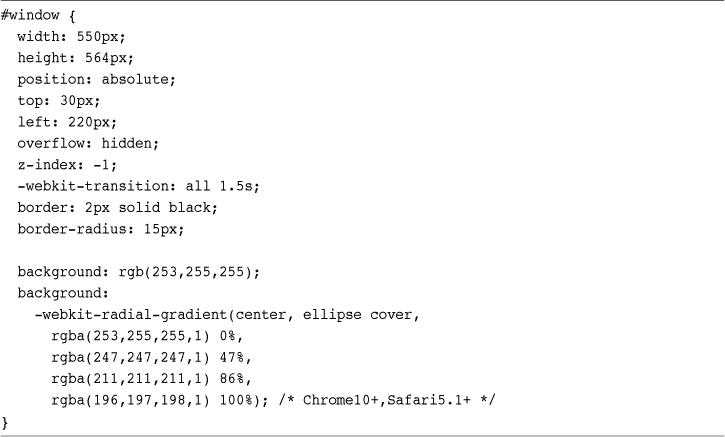 #window {
  width: 550px;
  height: 564px;
  position: absolute;
  top: 30px;
  left: 220px;
  overflow: hidden;
  z-index: -1;
  -webkit-transition: all 1.5s;
  border: 2px solid black;
  border-radius: 15px;

  background: rgb(253,255,255);
  background:
    -webkit-radial-gradient(center, ellipse cover,
      rgba(253,255,255,1) 0%,
      rgba(247,247,247,1) 47%,
      rgba(211,211,211,1) 86%,
      rgba(196,197,198,1) 100%); /* Chrome10+,Safari5.1+ */
}